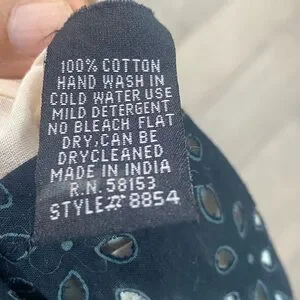 100% COTTON
HAND WASH IN
COLD WATER USE
MILD DETERGENT
NO BLEACH FLAT
DRY,CAN BE
DRYCLEANED
MADE IN INDIA
R.N. 58153
STYLE # 8854